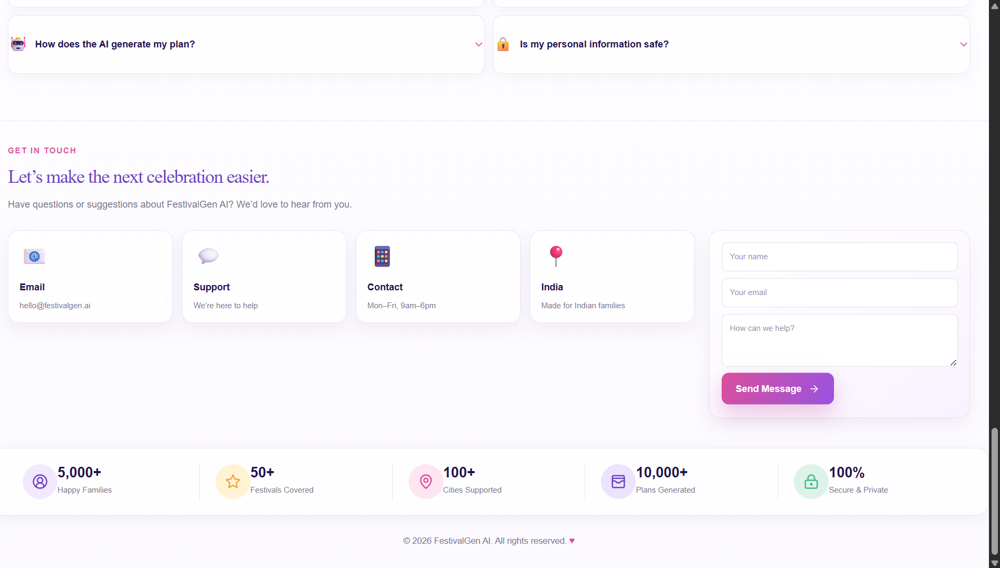 How does the AI generate my plan?
Is my personal information safe?
GET IN TOUCH
Let’s make the next celebration easier.
Have questions or suggestions about FestivalGen AI? We’d love to hear from you.
Email
hello@festivalgen.ai
Support
We’re here to help
Contact
Mon–Fri, 9am–6pm
India
Made for Indian families
Your name
Your email
How can we help?
Send Message →
5,000+
Happy Families
50+
Festivals Covered
100+
Cities Supported
10,000+
Plans Generated
100%
Secure & Private
© 2026 FestivalGen AI. All rights reserved. ♥